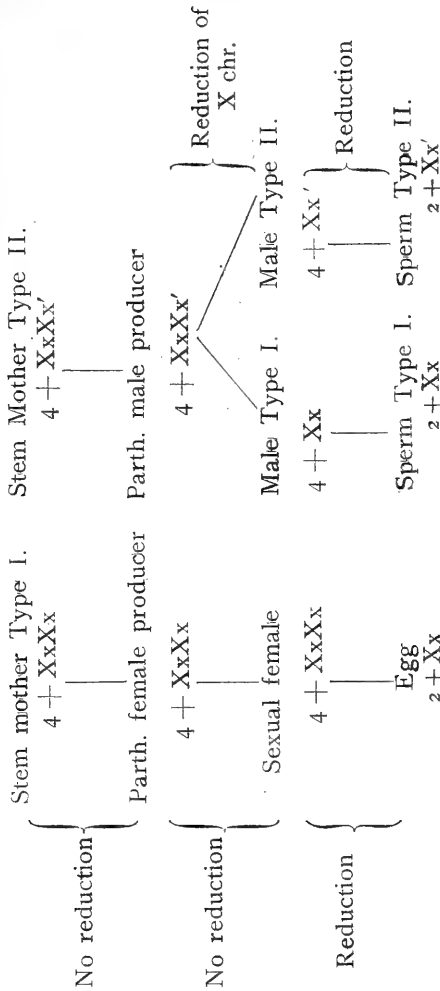 Stem mother Type I. Stem Mother Type II.
4 + XxXx 4 + XxXx′
No reduction
Parth. female producer Parth. male producer
4 + XxXx 4 + XxXx′
No reduction Reduction of
X chr.
Sexual female Male Type I. Male Type II.
4 + XxXx 4 + Xx 4 + Xx′
Reduction Reduction
Egg Sperm Type I. Sperm Type II.
2 + Xx 2 + Xx 2 + Xx′